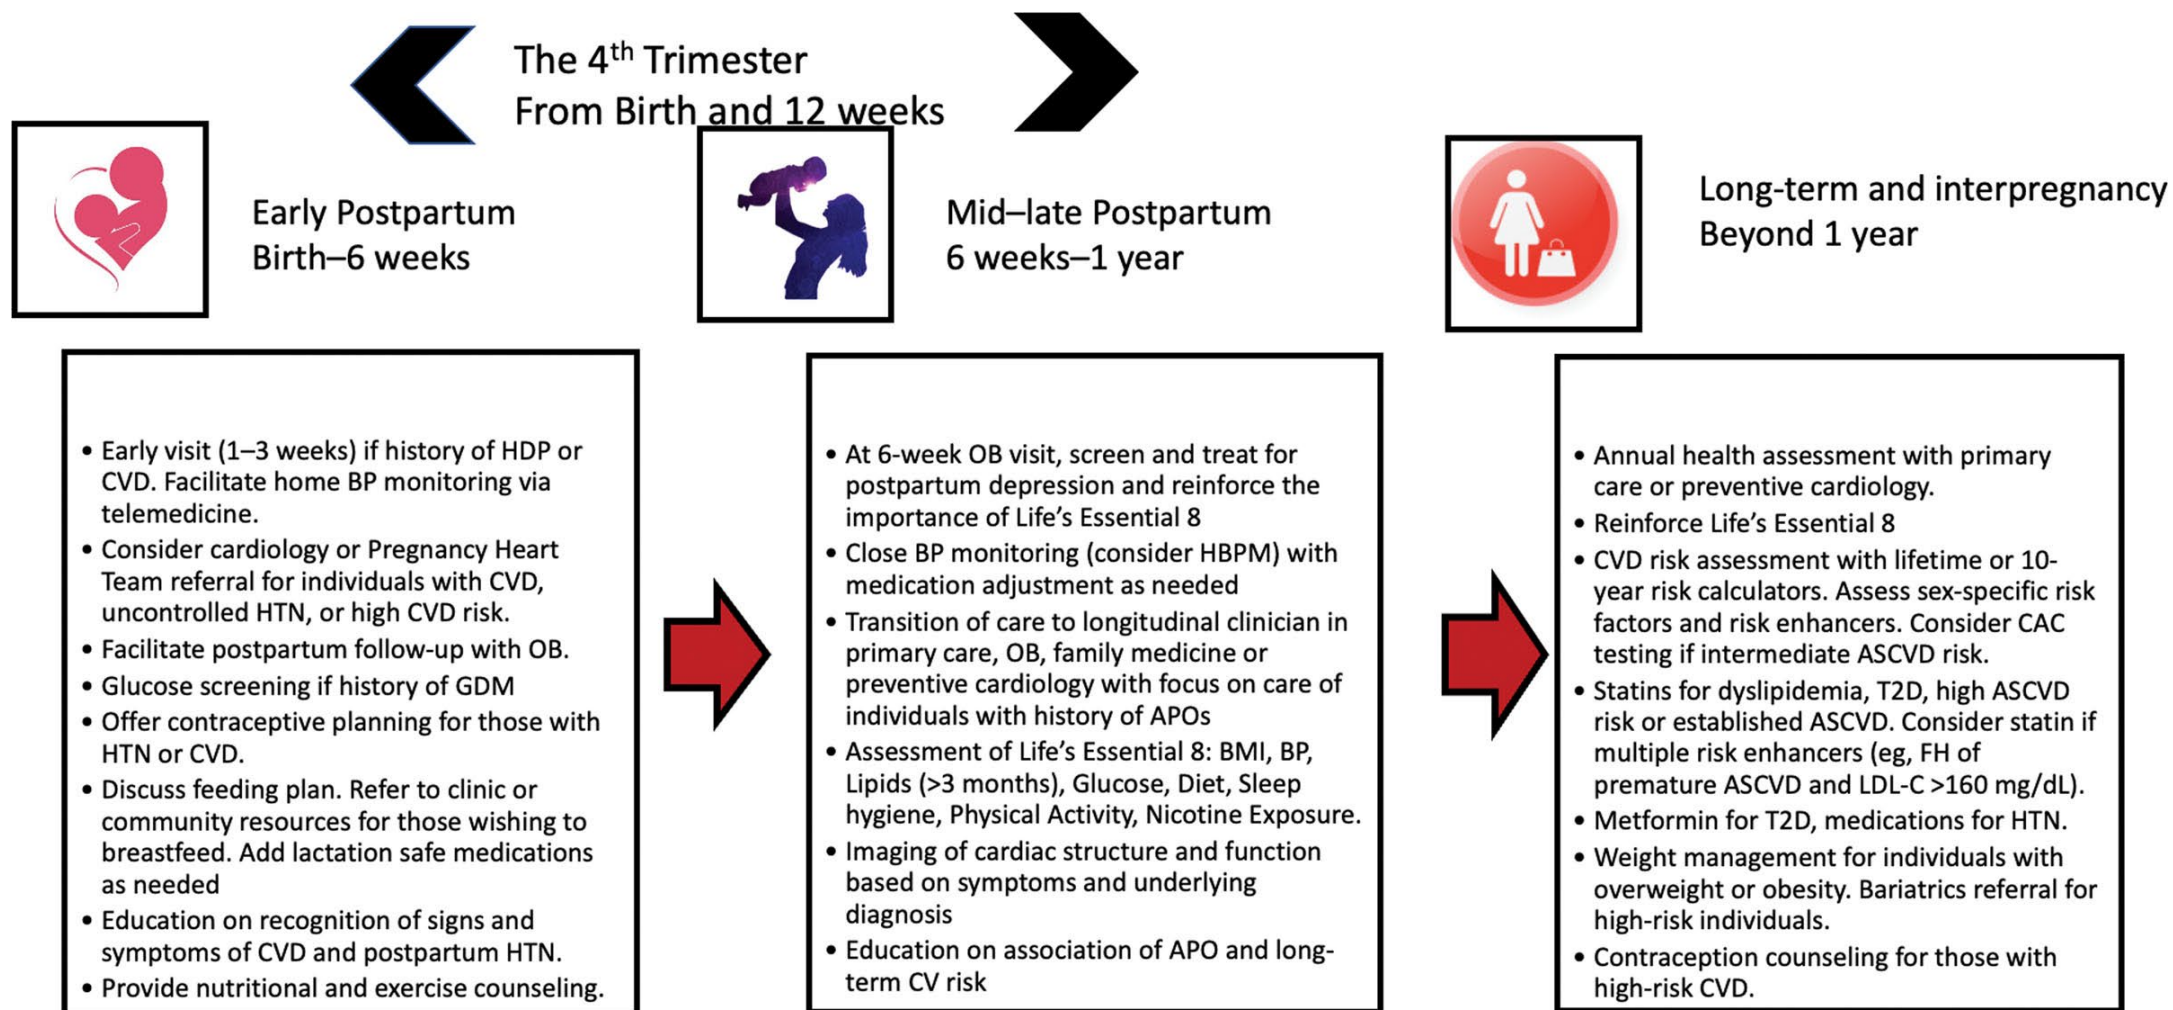 The 4th Trimester
From Birth and 12 weeks
Early Postpartum
Birth–6 weeks
Mid–late Postpartum
6 weeks–1 year
Long-term and interpregnancy
Beyond 1 year
• Early visit (1–3 weeks) if history of HDP or
CVD. Facilitate home BP monitoring via
telemedicine.
• Consider cardiology or Pregnancy Heart
Team referral for individuals with CVD,
uncontrolled HTN, or high CVD risk.
• Facilitate postpartum follow-up with OB.
• Glucose screening if history of GDM
• Offer contraceptive planning for those with
HTN or CVD.
• Discuss feeding plan. Refer to clinic or
community resources for those wishing to
breastfeed. Add lactation safe medications
as needed
• Education on recognition of signs and
symptoms of CVD and postpartum HTN.
• Provide nutritional and exercise counseling.
• At 6-week OB visit, screen and treat for
postpartum depression and reinforce the
importance of Life’s Essential 8
• Close BP monitoring (consider HBPM) with
medication adjustment as needed
• Transition of care to longitudinal clinician in
primary care, OB, family medicine or
preventive cardiology with focus on care of
individuals with history of APOs
• Assessment of Life’s Essential 8: BMI, BP,
Lipids (>3 months), Glucose, Diet, Sleep
hygiene, Physical Activity, Nicotine Exposure.
• Imaging of cardiac structure and function
based on symptoms and underlying
diagnosis
• Education on association of APO and long-
term CV risk
• Annual health assessment with primary
care or preventive cardiology.
• Reinforce Life’s Essential 8
• CVD risk assessment with lifetime or 10-
year risk calculators. Assess sex-specific risk
factors and risk enhancers. Consider CAC
testing if intermediate ASCVD risk.
• Statins for dyslipidemia, T2D, high ASCVD
risk or established ASCVD. Consider statin if
multiple risk enhancers (eg, FH of
premature ASCVD and LDL-C >160 mg/dL).
• Metformin for T2D, medications for HTN.
• Weight management for individuals with
overweight or obesity. Bariatrics referral for
high-risk individuals.
• Contraception counseling for those with
high-risk CVD.